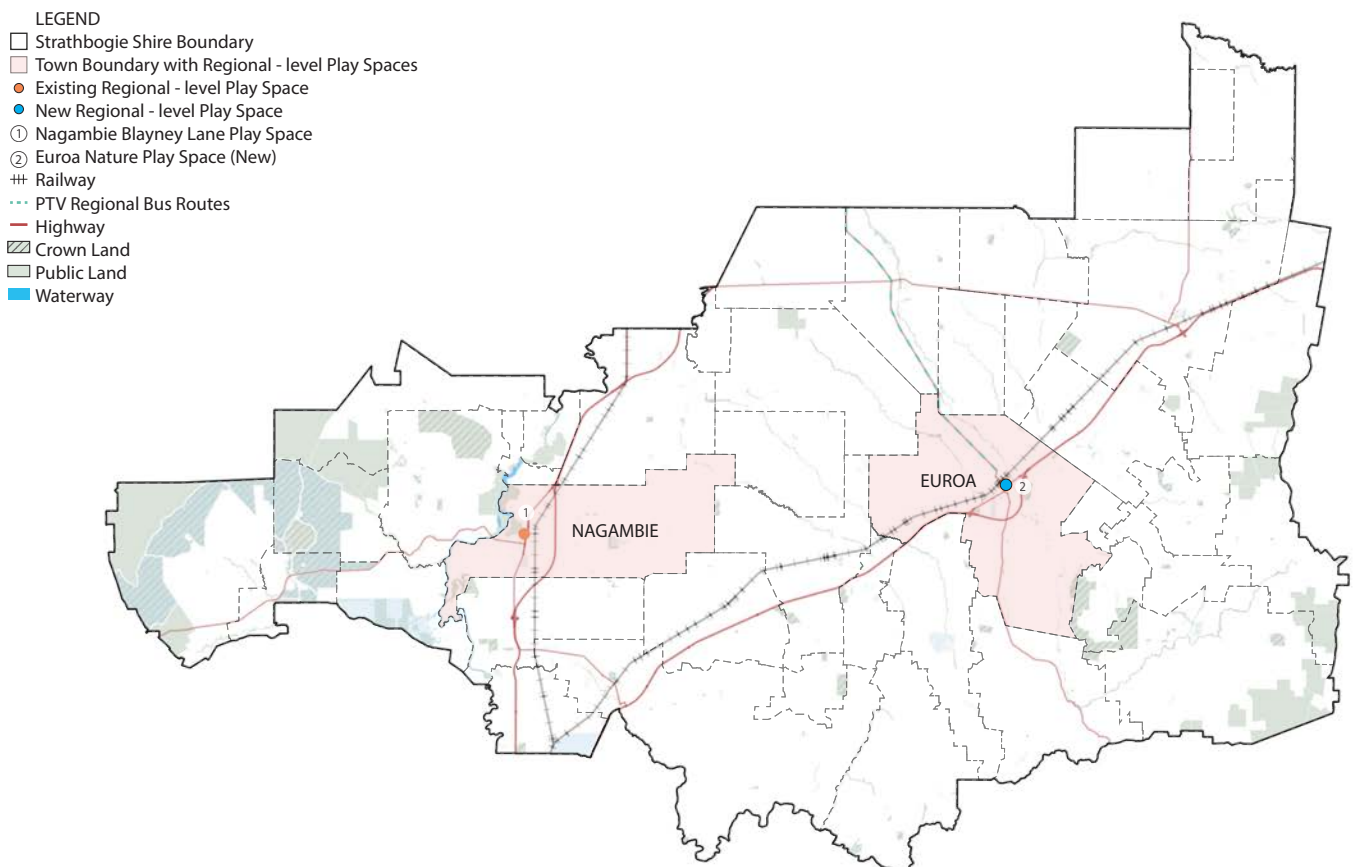 LEGEND
Strathbogie Shire Boundary
Town Boundary with Regional - level Play Spaces
Existing Regional - level Play Space
New Regional - level Play Space
1 Nagambie Blayney Lane Play Space
2 Euroa Nature Play Space (New)
Railway
PTV Regional Bus Routes
Highway
Crown Land
Public Land
Waterway
EUROA
2
1
NAGAMBIE